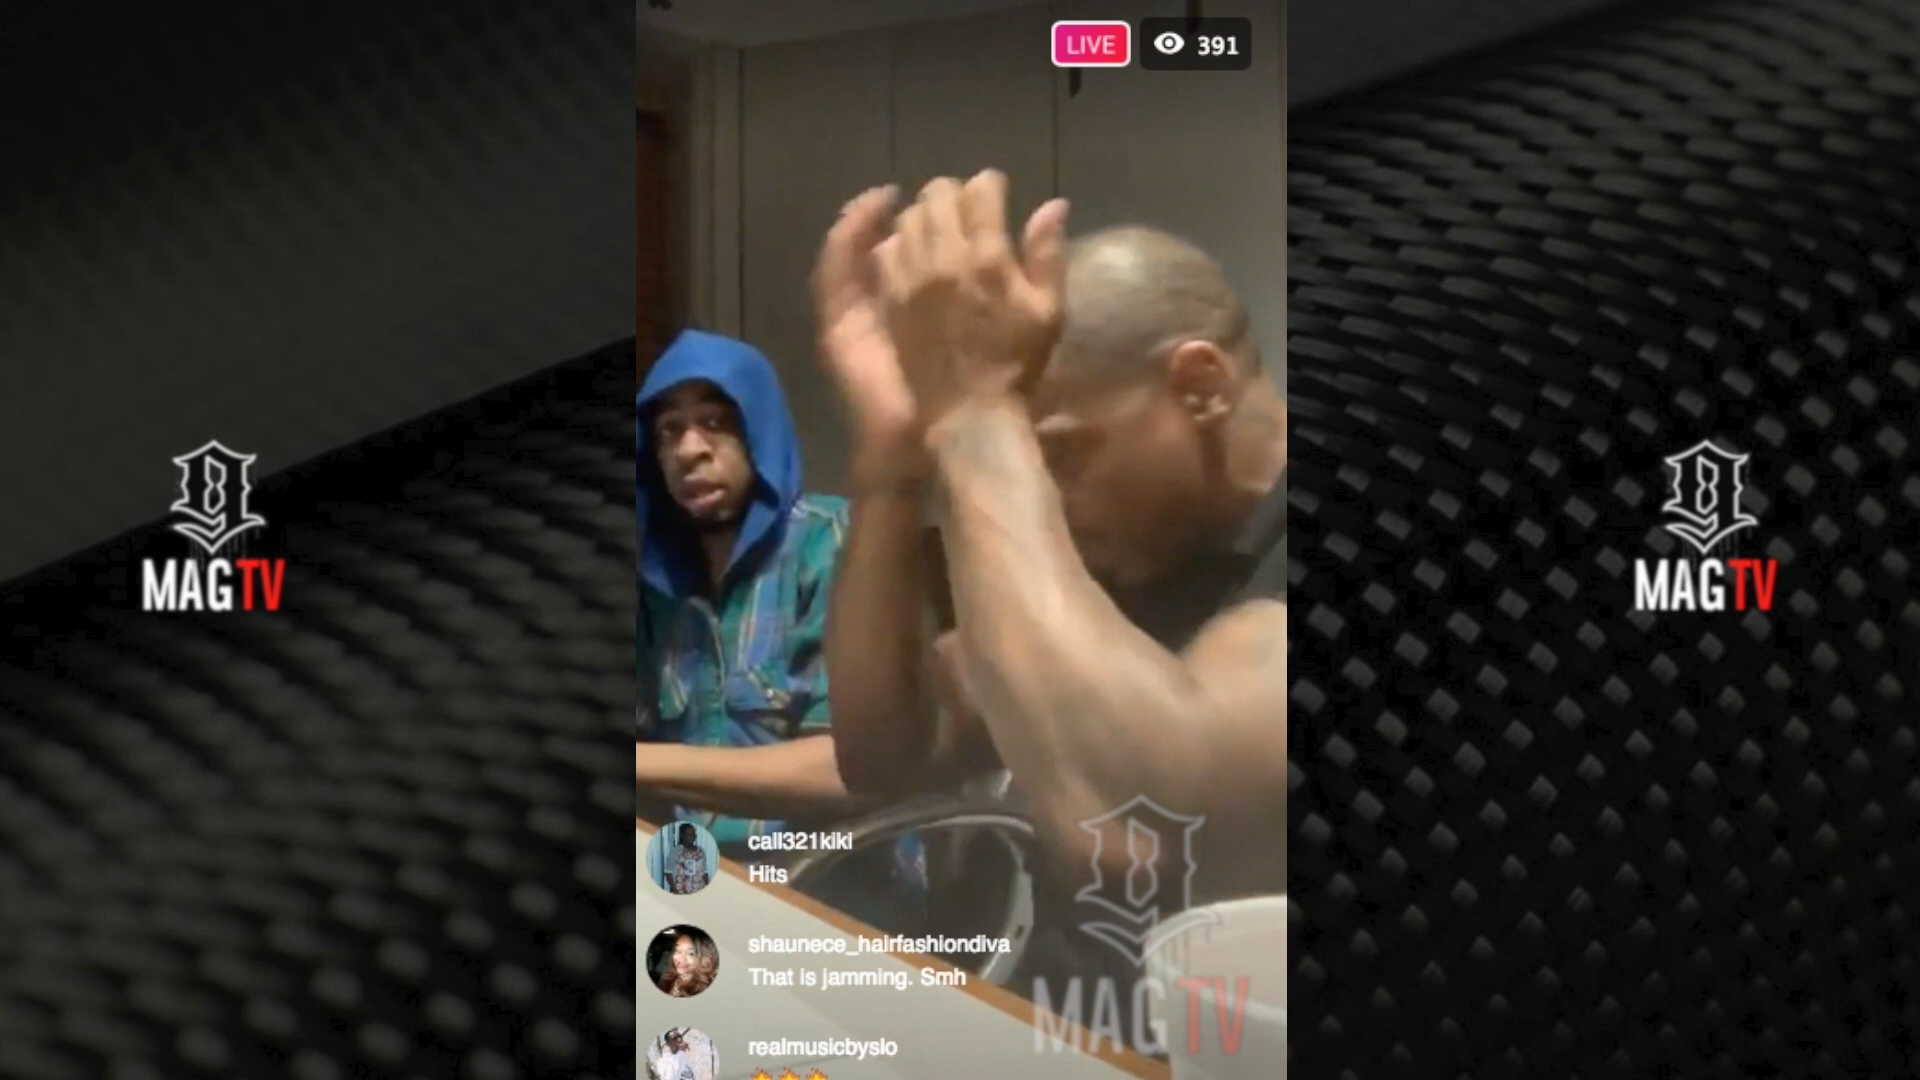 LIVE
391
MAGTV
MAGTV
call321kiki
Hits
shaunece_hairfashiondiva
That is jamming. Smh
realmusicbyslo
MAGTV